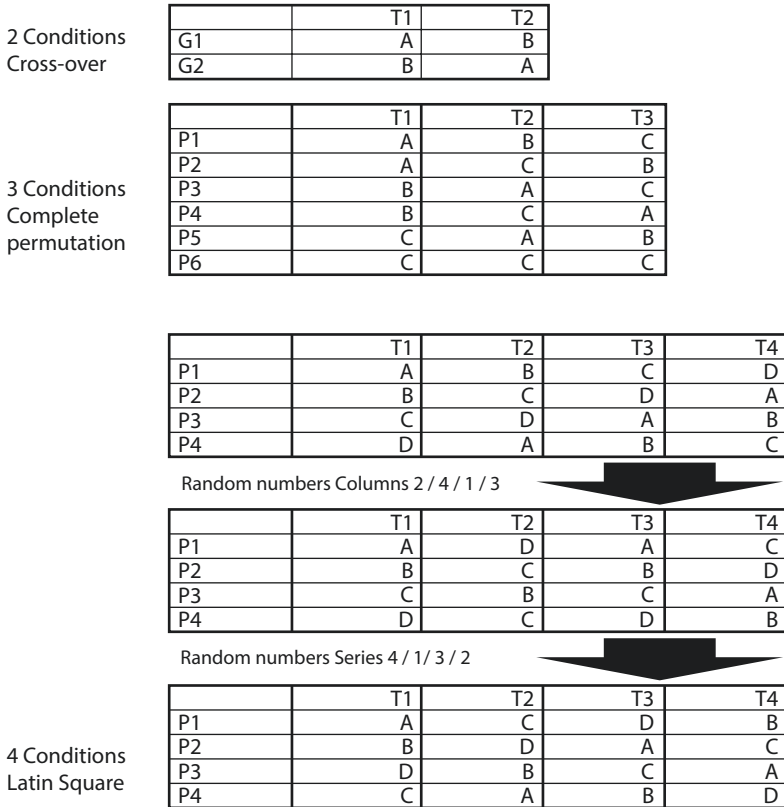 T1 T2
2 Conditions G1 A B
Cross-over G2 B A
T1 T2 T3
P1 A B C
P2 A C B
3 Conditions P3 B A C
Complete P4 B C A
permutation P5 C A B
P6 C C C
T1 T2 T3 T4
P1 A B C D
P2 B C D A
P3 C D A B
P4 D A B C
Random numbers Columns 2 / 4 / 1 / 3
T1 T2 T3 T4
P1 A D A C
P2 B C B D
P3 C B C A
P4 D C D B
Random numbers Series 4 / 1/ 3 / 2
T1 T2 T3 T4
P1 A C D B
4 Conditions P2 B D A C
Latin Square P3 D B C A
P4 C A B D